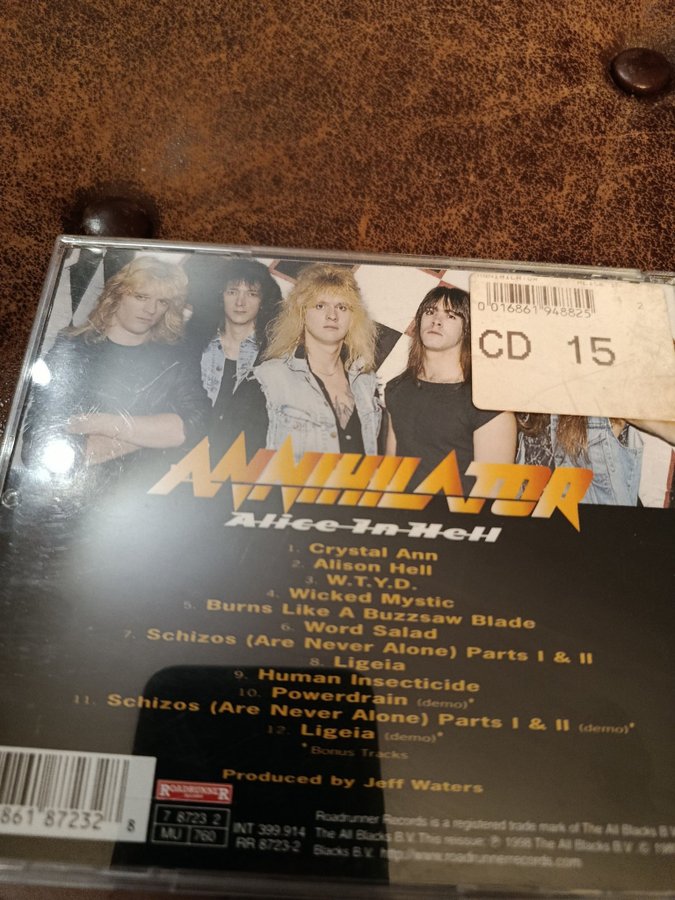 0 016861 948825
2
CD 15
ANNIHILATOR
Alice In Hell
1. Crystal Ann
2. Alison Hell
3. W.T.Y.D.
4. Wicked Mystic
5. Burns Like A Buzzsaw Blade
6. Word Salad
7. Schizos (Are Never Alone) Parts I & II
8. Ligeia
9. Human Insecticide
10. Powerdrain (demo)*
11. Schizos (Are Never Alone) Parts I & II (demo)*
12. Ligeia (demo)*
*Bonus Tracks
Produced by Jeff Waters
861 87232 8
ROADRUNNER
7 8723 2
MU 760
INT 399.914
RR 8723-2
Roadrunner Records is a registered trade mark of The All Blacks B.V.
The All Blacks B.V. This reissue: ℗ 1998 The All Blacks B.V. ©
Blacks B.V. http://www.roadrunnerrecords.com